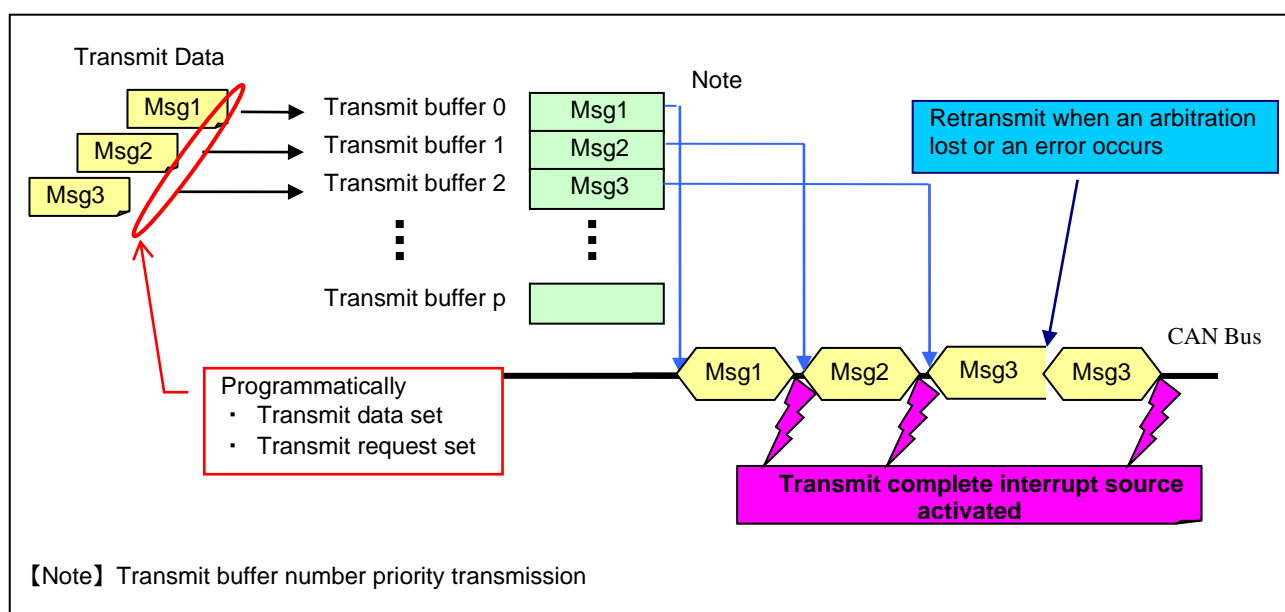 Transmit Data
Note
Msg1
Transmit buffer 0
Msg1
Msg2
Transmit buffer 1
Msg2
Msg3
Transmit buffer 2
Msg3
Retransmit when an arbitration
lost or an error occurs
Transmit buffer p
CAN Bus
Msg1
Msg2
Msg3
Msg3
Programmatically
・ Transmit data set
・ Transmit request set
Transmit complete interrupt source
activated
【Note】Transmit buffer number priority transmission